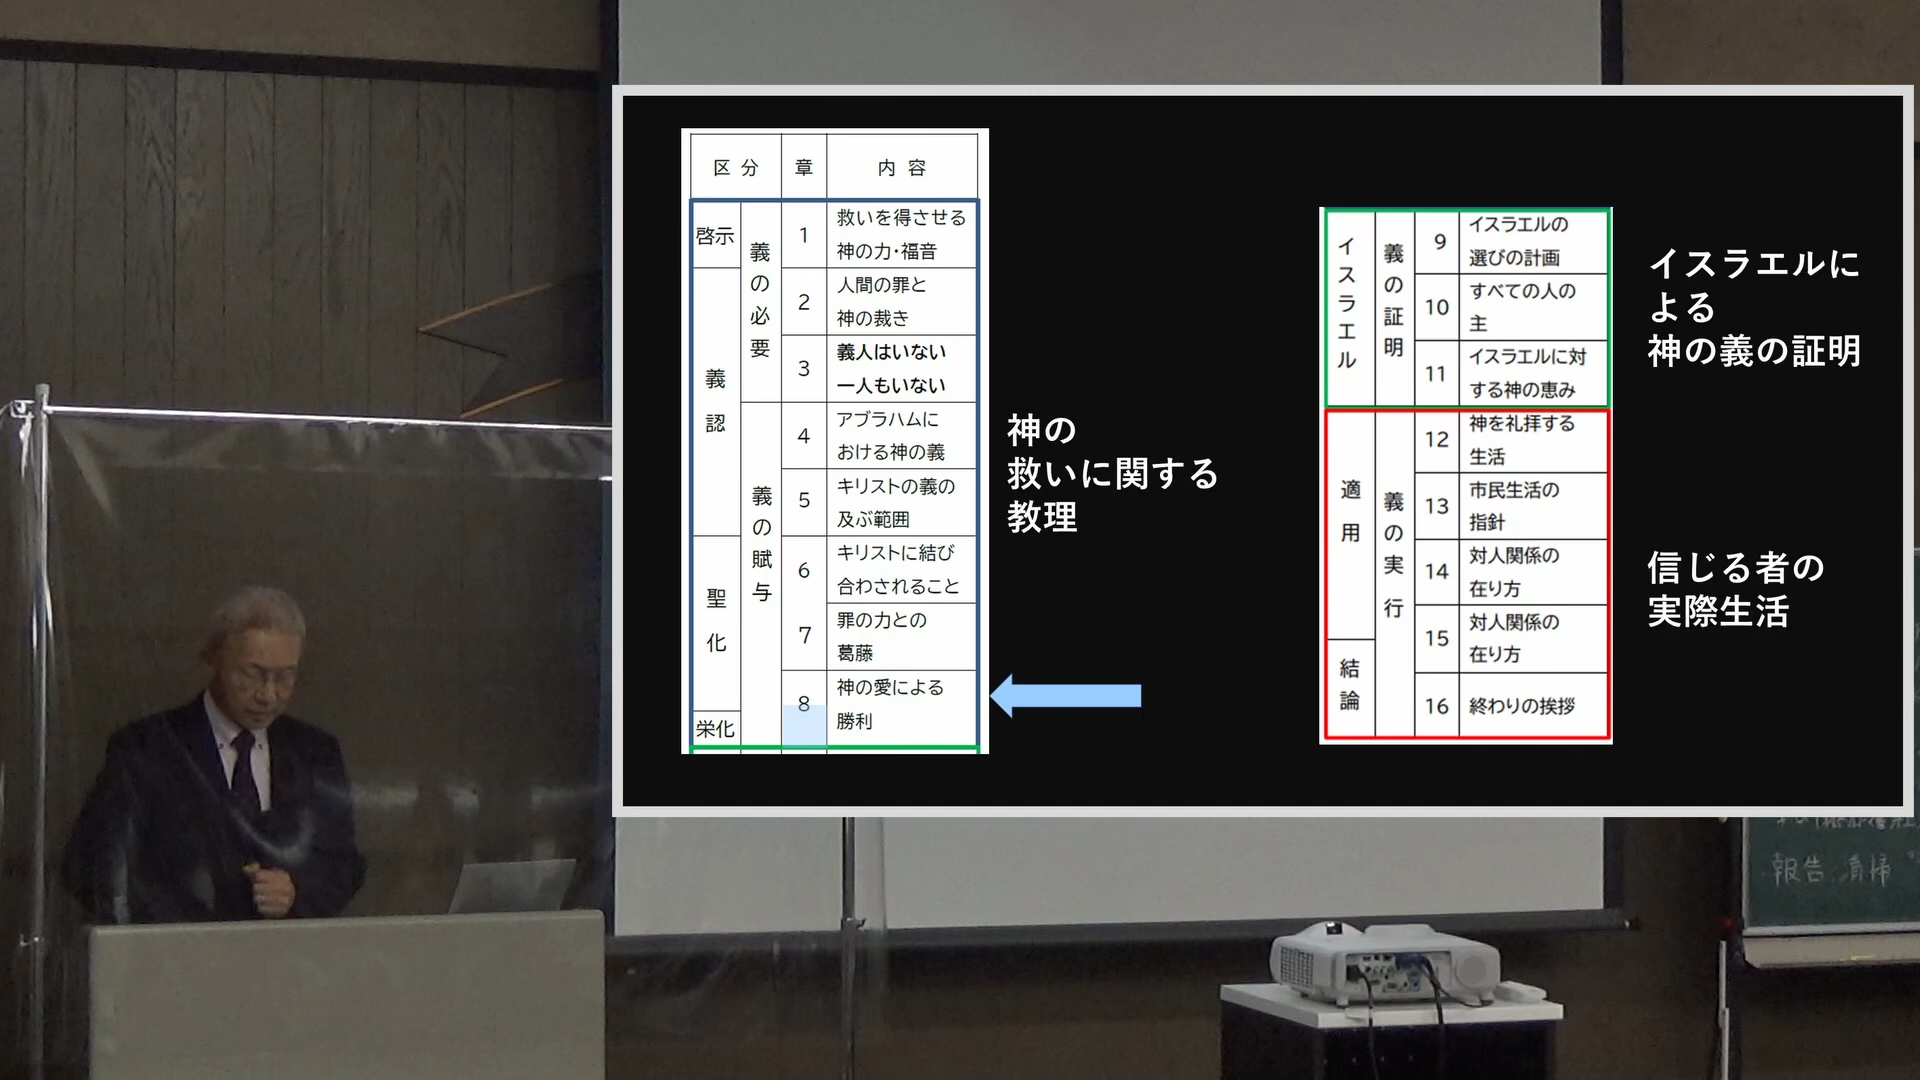 区分 章 内容
啓示
義認
聖化
栄化
義の必要
義の賦与
1 救いを得させる
神の力・福音
2 人間の罪と
神の裁き
3 義人はいない
一人もいない
4 アブラハムに
おける神の義
5 キリストの義の
及ぶ範囲
6 キリストに結び
合わされること
7 罪の力との
葛藤
8 神の愛による
勝利
神の
救いに関する
教理
イスラエル
適用
結論
義の証明
義の実行
9 イスラエルの
選びの計画
10 すべての人の
主
11 イスラエルに対
する神の恵み
12 神を礼拝する
生活
13 市民生活の
指針
14 対人関係の
在り方
15 対人関係の
在り方
16 終わりの挨拶
イスラエルに
よる
神の義の証明
信じる者の
実際生活
報告 清掃